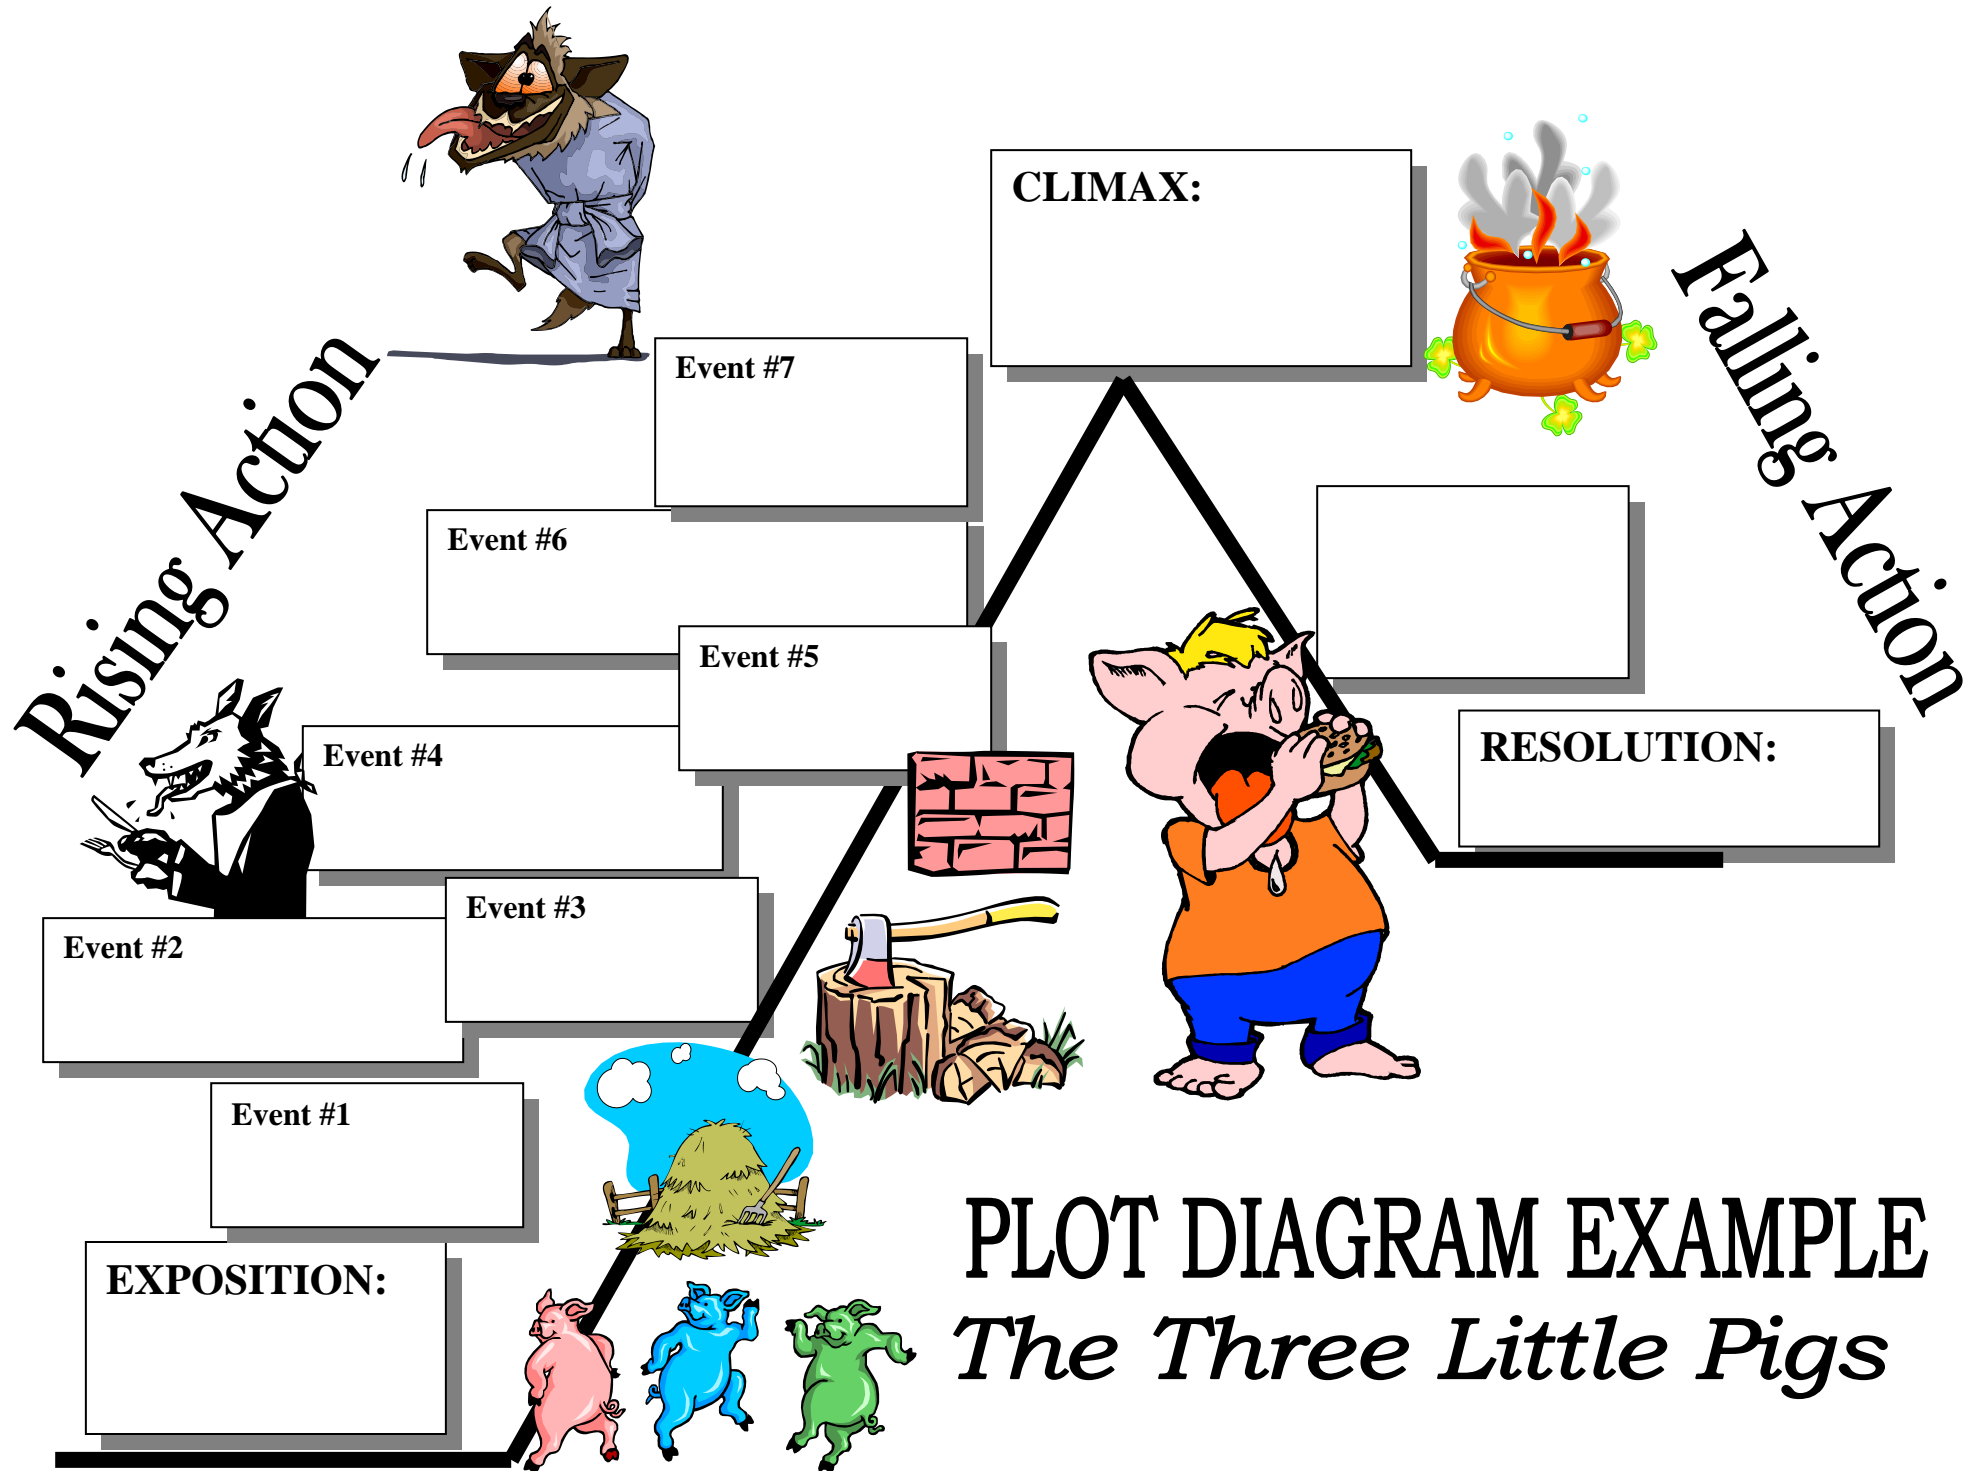 CLIMAX:
Falling Action
Event #7
Rising Action
Event #6
Event #5
RESOLUTION:
Event #4
Event #3
Event #2
Event #1
EXPOSITION:
PLOT DIAGRAM EXAMPLE
The Three Little Pigs